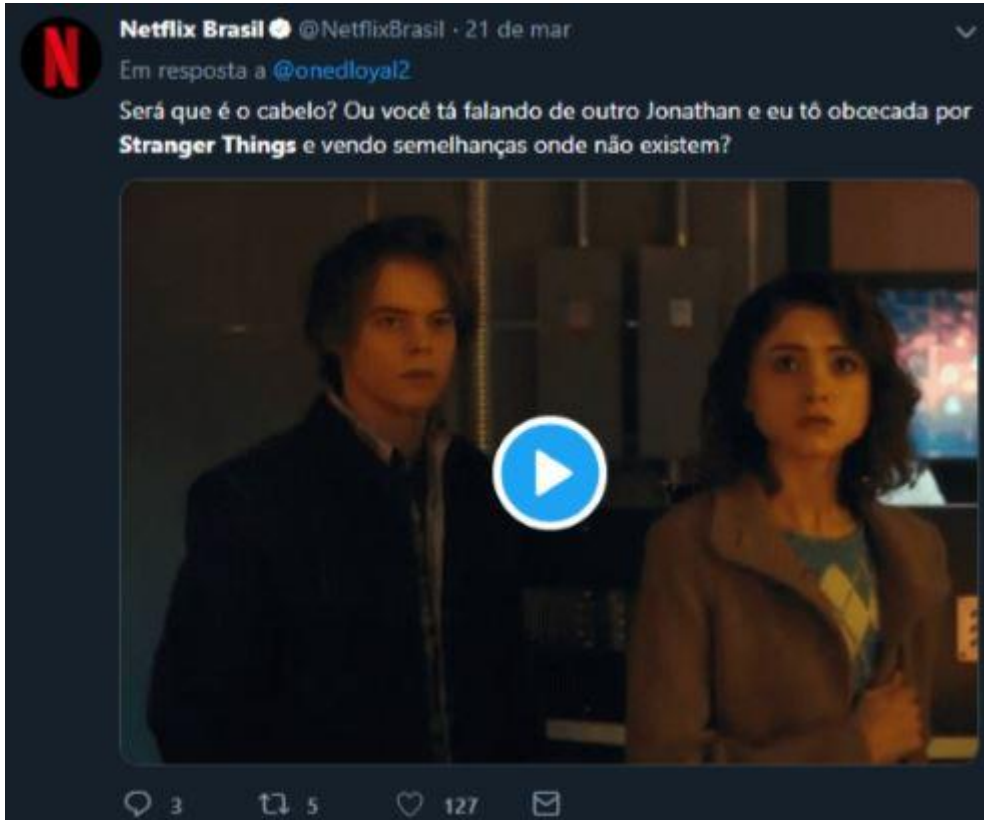 Netflix Brasil @NetflixBrasil · 21 de mar
Em resposta a @onedloyal2
Será que é o cabelo? Ou você tá falando de outro Jonathan e eu tô obcecada por
Stranger Things e vendo semelhanças onde não existem?
3 5 127